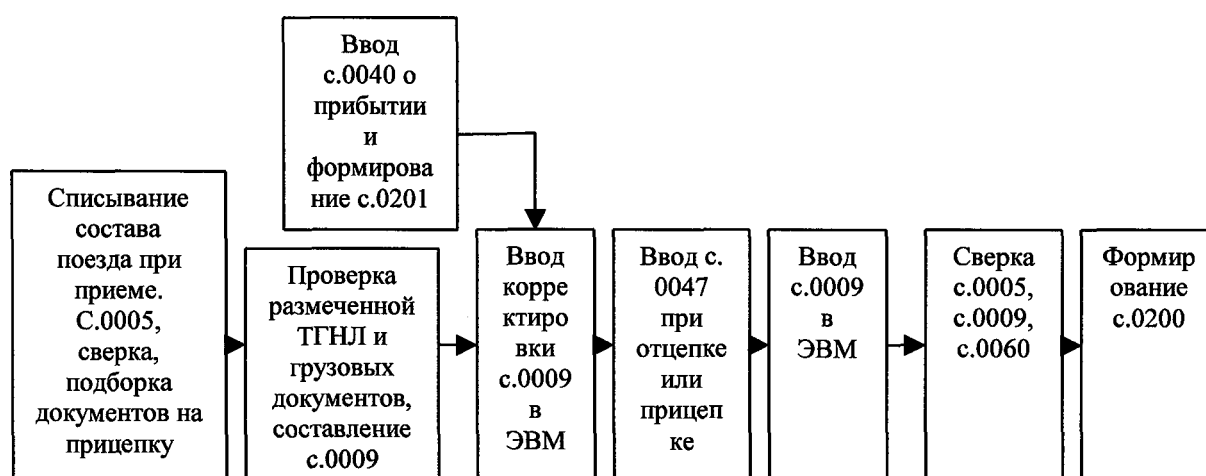 Ввод
с.0040 о
прибытии
и
формирова
ние с.0201
Списывание
состава
поезда при
приеме.
С.0005,
сверка,
подборка
документов на
прицепку
Проверка
размеченной
ТГНЛ и
грузовых
документов,
составление
с.0009
Ввод
корре
ктиро
вки
с.0009
в
ЭВМ
Ввод с.
0047
при
отцепке
или
прицеп
ке
Ввод
с.0009
в
ЭВМ
Сверка
с.0005,
с.0009,
с.0060
Формир
ование
с.0200